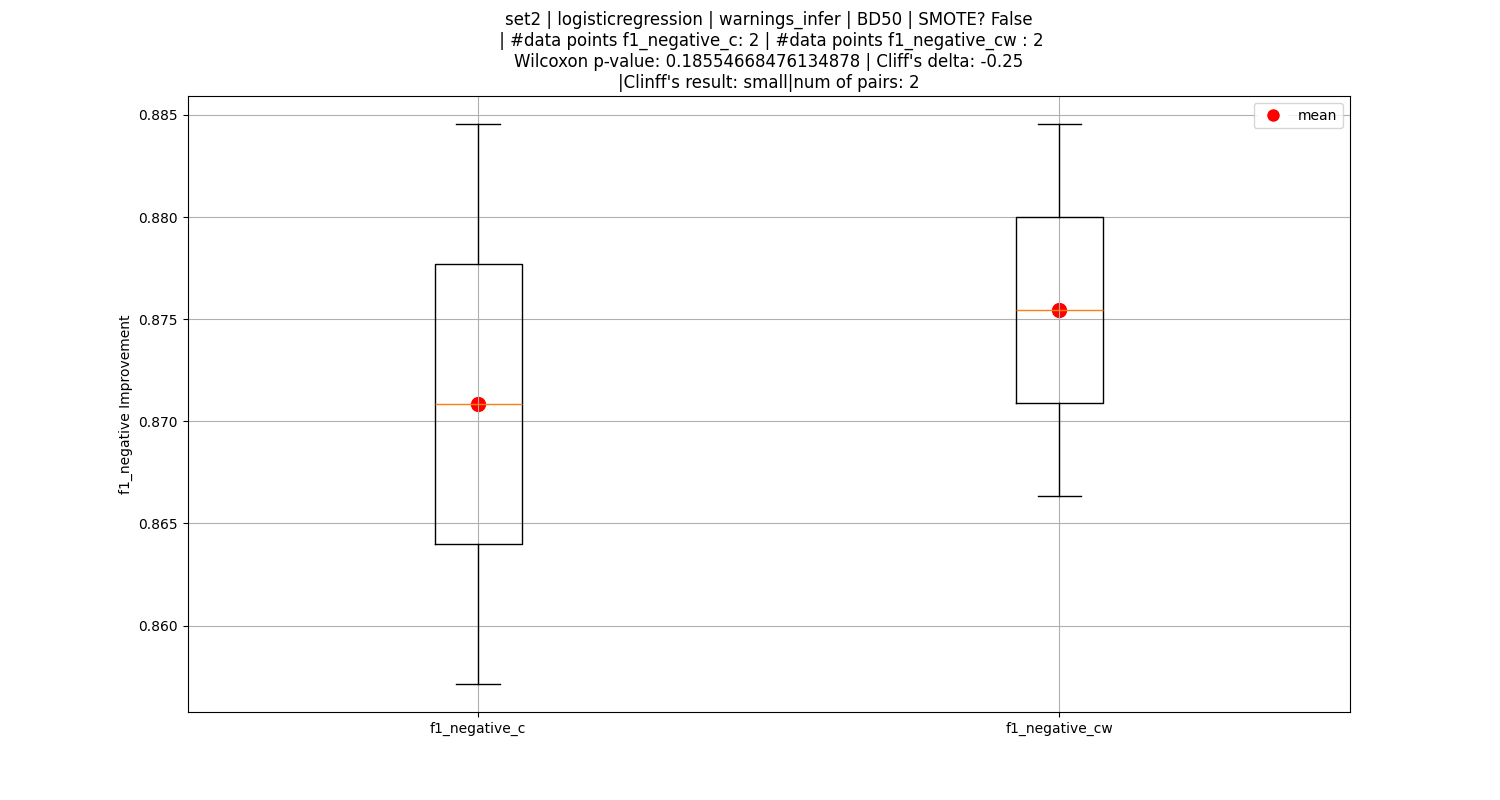 set2 | logisticregression | warnings_infer | BD50 | SMOTE? False
| #data points f1_negative_c: 2 | #data points f1_negative_cw : 2
Wilcoxon p-value: 0.18554668476134878 | Cliff's delta: -0.25
|Clinff's result: small|num of pairs: 2
mean
0.885
0.880
0.875
0.870
0.865
0.860
f1_negative Improvement
f1_negative_c
f1_negative_cw